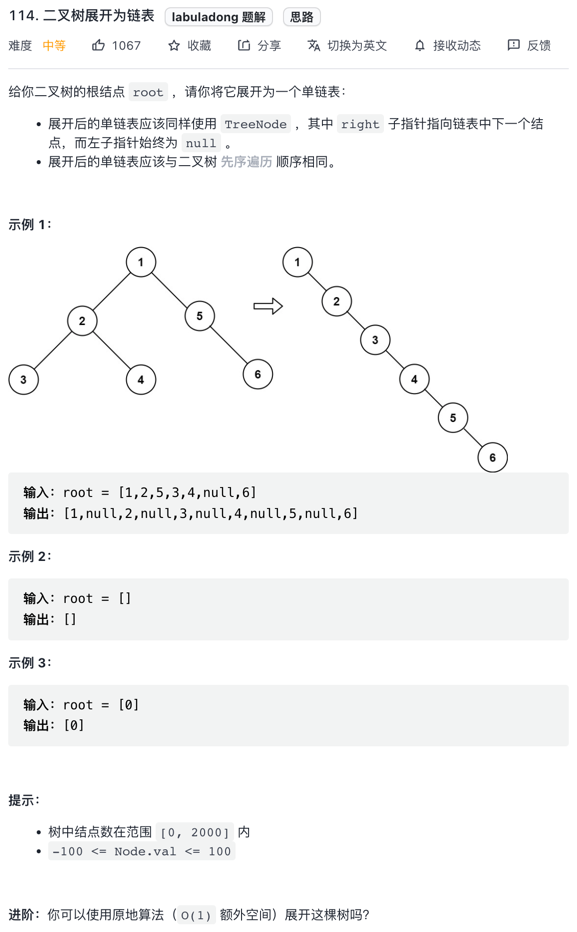 114. 二叉树展开为链表 labuladong 题解 思路
难度 中等 1067 收藏 分享 切换为英文 接收动态 反馈
给你二叉树的根结点 root ，请你将它展开为一个单链表：
• 展开后的单链表应该同样使用 TreeNode ，其中 right 子指针指向链表中下一个结
点，而左子指针始终为 null 。
• 展开后的单链表应该与二叉树 先序遍历 顺序相同。
示例 1：
1 1
2 5 2
3 4 6 3
4
5
6
输入：root = [1,2,5,3,4,null,6]
输出：[1,null,2,null,3,null,4,null,5,null,6]
示例 2：
输入：root = []
输出：[]
示例 3：
输入：root = [0]
输出：[0]
提示：
• 树中结点数在范围 [0, 2000] 内
• -100 <= Node.val <= 100
进阶：你可以使用原地算法（O(1) 额外空间）展开这棵树吗？